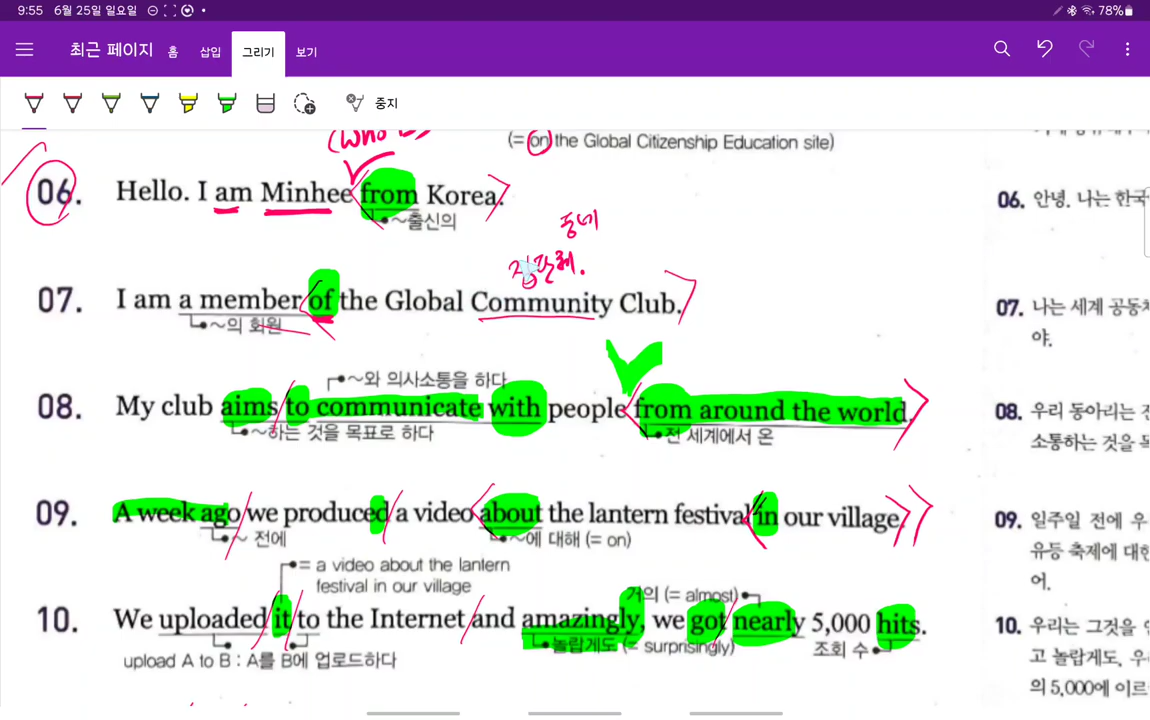 9:55 6월 25일 일요일 78%
최근 페이지 홈 삽입 그리기 보기
중지
(who is)
(= on the Global Citizenship Education site)
06. Hello. I am Minhee from Korea.
~출신의
06. 안녕. 나는 한국
동네
집단체.
07. I am a member of the Global Community Club.
~의 회원
07. 나는 세계 공동체
야.
~와 의사소통을 하다
08. My club aims to communicate with people from around the world.
~하는 것을 목표로 하다
전 세계에서 온
08. 우리 동아리는 전
소통하는 것을 목
09. A week ago we produced a video about the lantern festival in our village.
~ 전에
~에 대해 (= on)
09. 일주일 전에 우
유등 축제에 대한
어.
= a video about the lantern
festival in our village
거의 (= almost)
10. We uploaded it to the Internet and amazingly, we got nearly 5,000 hits.
upload A to B : A를 B에 업로드하다
놀랍게도 (= surprisingly)
조회 수
10. 우리는 그것을 인
고 놀랍게도, 우리
의 5,000에 이르